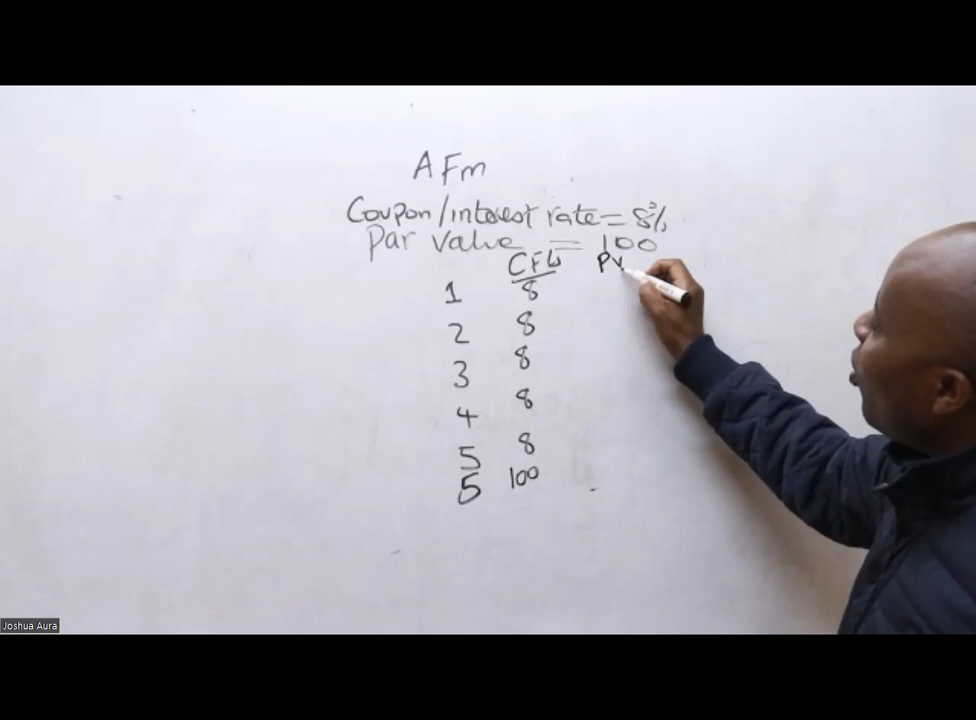 AFm
Coupon/interest rate = 8%
Par value = 100
CFs PV
1 8
2 8
3 8
4 8
5 8
5 100
Joshua Aura